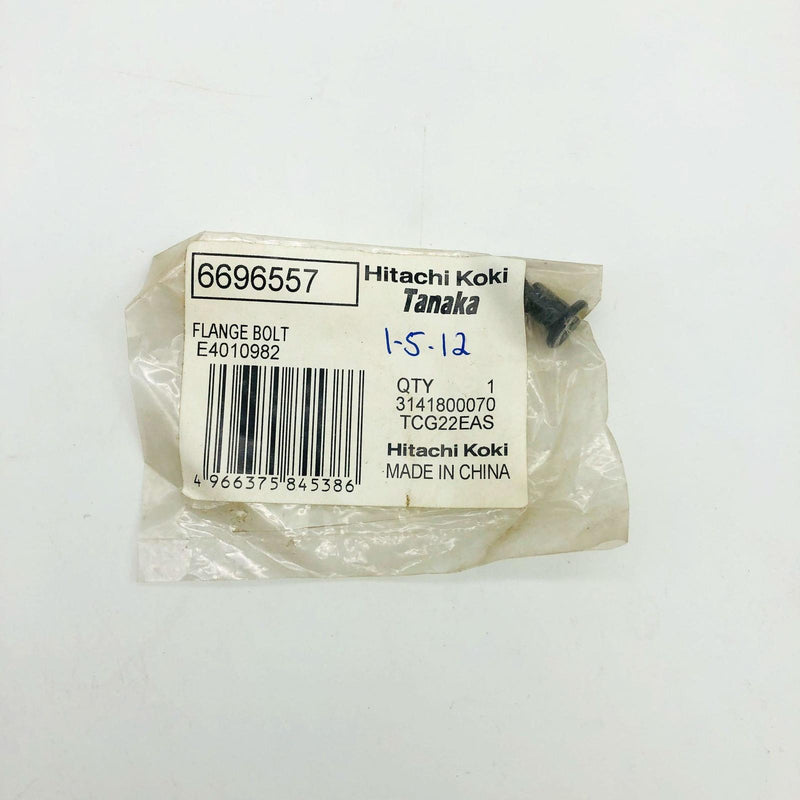 6696557
Hitachi Koki
Tanaka
FLANGE BOLT
E4010982
1-5-12
QTY 1
3141800070
TCG22EAS
Hitachi Koki
MADE IN CHINA
4 966375 845386